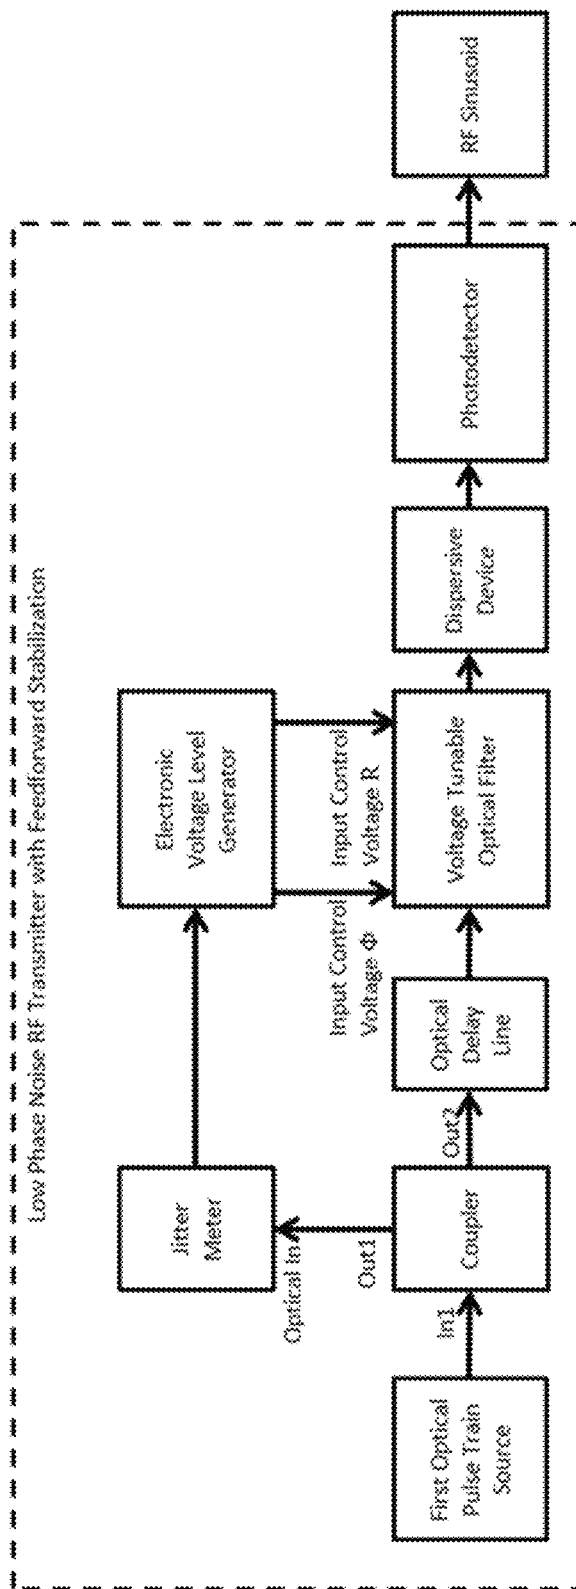 Low Phase Noise RF Transmitter with Feedforward Stabilization
First Optical
Pulse Train
Source
In1
Coupler
Out1
Optical In
Jitter
Meter
Out2
Optical
Delay
Line
Electronic
Voltage Level
Generator
Input Control
Voltage Φ
Input Control
Voltage R
Voltage Tunable
Optical Filter
Dispersive
Device
Photodetector
RF Sinusoid